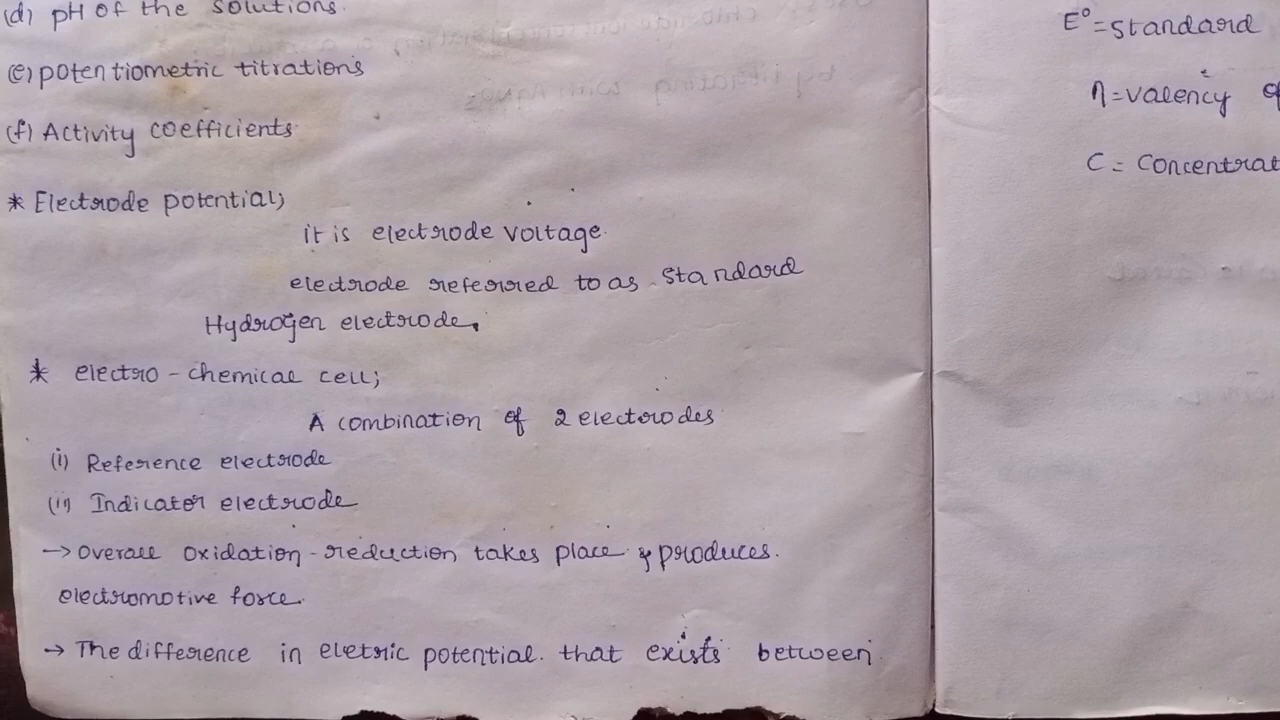 (d) pH of the solutions.
(e) potentiometric titrations
(f) Activity coefficients
* Electrode potential;
it is electrode voltage.
electrode referred to as standard
Hydrogen electrode.
* electro-chemical cell;
A combination of 2 electrodes
(i) Reference electrode
(ii) Indicator electrode
→ Overall Oxidation-reduction takes place & produces.
electromotive force.
→ The difference in eletric potential. that exists between
E° = standard
η = valency of
C = Concentrat